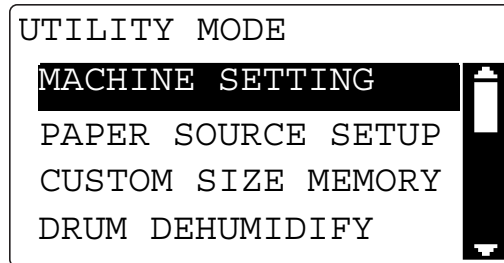 UTILITY MODE
MACHINE SETTING
PAPER SOURCE SETUP
CUSTOM SIZE MEMORY
DRUM DEHUMIDIFY